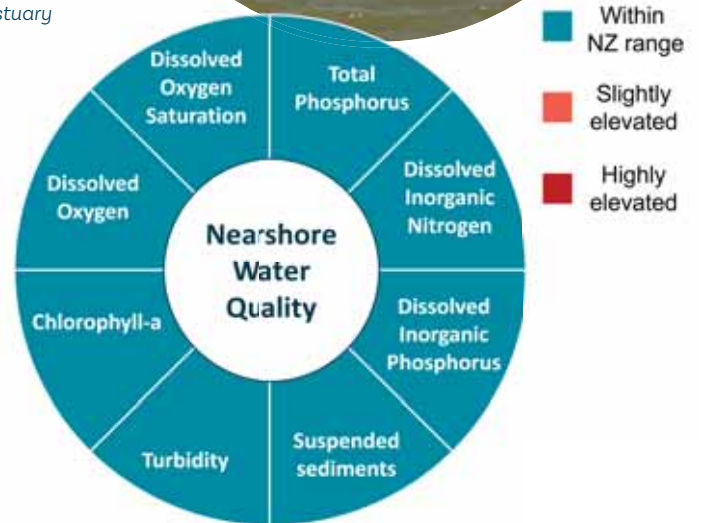 Within
NZ range
Slightly
elevated
Highly
elevated
Dissolved
Oxygen
Saturation
Total
Phosphorus
Dissolved
Inorganic
Nitrogen
Dissolved
Inorganic
Phosphorus
Suspended
sediments
Turbidity
Chlorophyll-a
Dissolved
Oxygen
Nearshore
Water
Quality